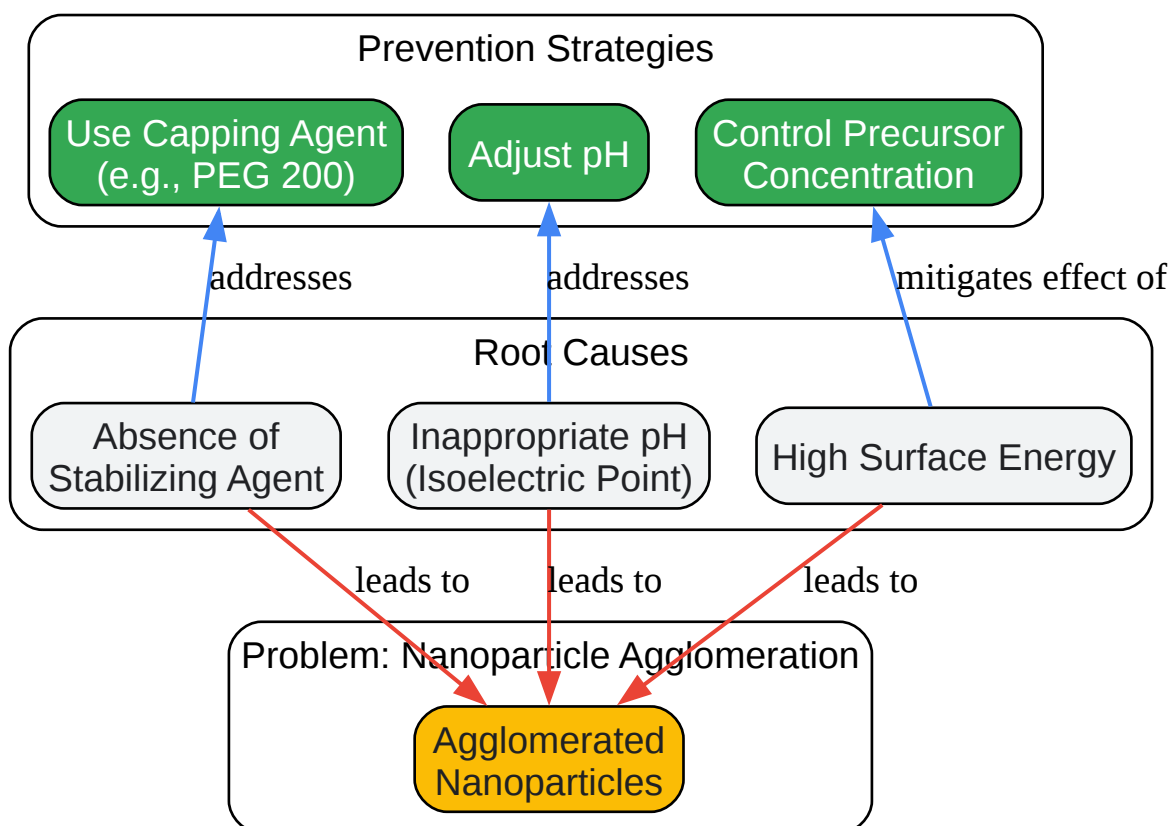 Prevention Strategies
Use Capping Agent
(e.g., PEG 200)
Adjust pH
Control Precursor
Concentration
addresses
addresses
mitigates effect of
Root Causes
Absence of
Stabilizing Agent
Inappropriate pH
(Isoelectric Point)
High Surface Energy
leads to
leads to
leads to
Problem: Nanoparticle Agglomeration
Agglomerated
Nanoparticles